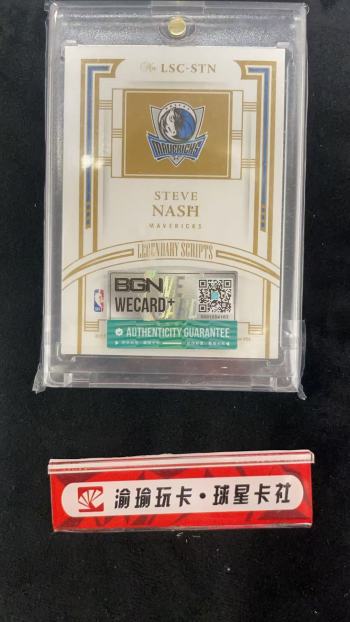 No. LSC-STN
MAVERICKS
STEVE
NASH
MAVERICKS
LEGENDARY SCRIPTS
BGN
WECARD+
AUTHENTICITY GUARANTEE
渝瑜玩卡·球星卡社